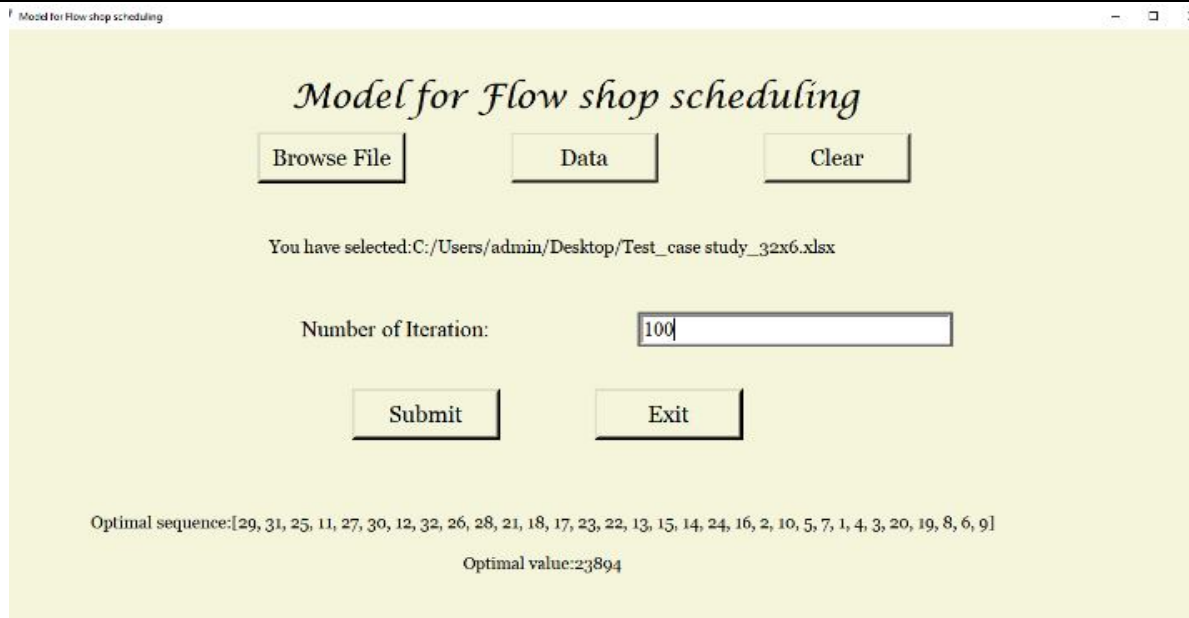 Model for Flow shop scheduling
Model for Flow shop scheduling
Browse File Data Clear
You have selected:C:/Users/admin/Desktop/Test_case study_32x6.xlsx
Number of Iteration: 100
Submit Exit
Optimal sequence:[29, 31, 25, 11, 27, 30, 12, 32, 26, 28, 21, 18, 17, 23, 22, 13, 15, 14, 24, 16, 2, 10, 5, 7, 1, 4, 3, 20, 19, 8, 6, 9]
Optimal value:23894